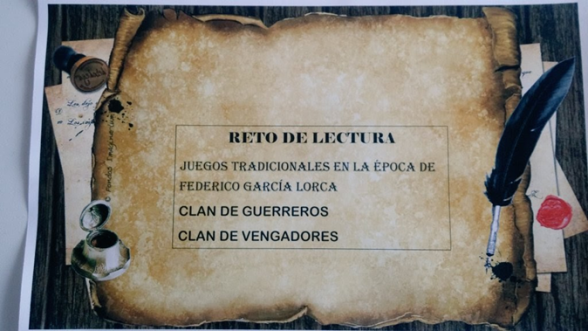 RETO DE LECTURA
JUEGOS TRADICIONALES EN LA ÉPOCA DE
FEDERICO GARCÍA LORCA
CLAN DE GUERREROS
CLAN DE VENGADORES